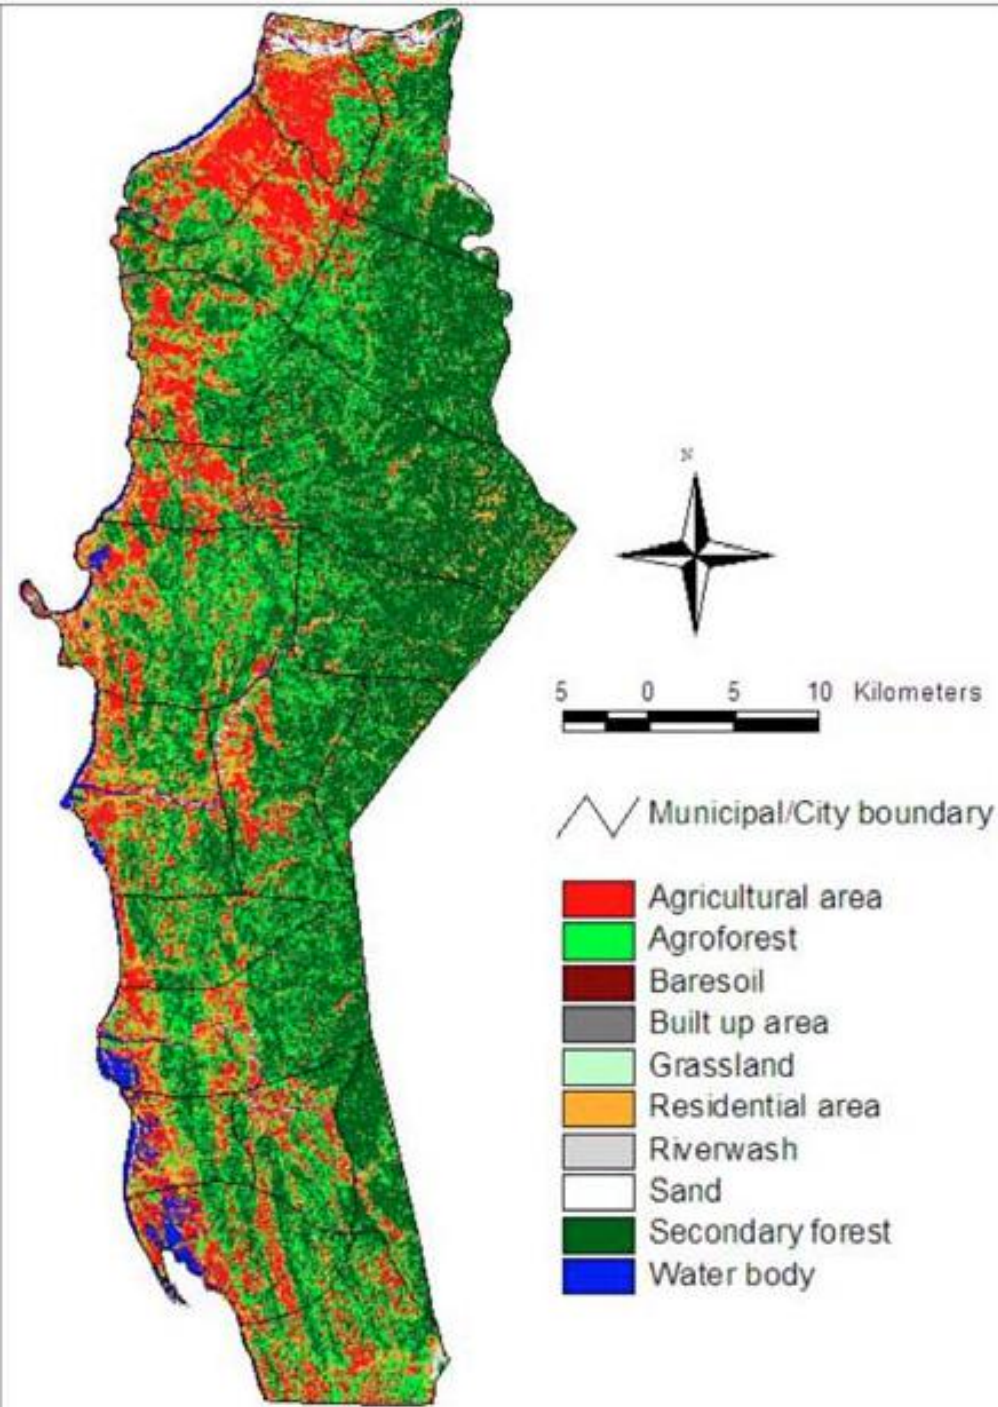 N
5 0 5 10 Kilometers
Municipal/City boundary
Agricultural area
Agroforest
Baresoil
Built up area
Grassland
Residential area
Riverwash
Sand
Secondary forest
Water body